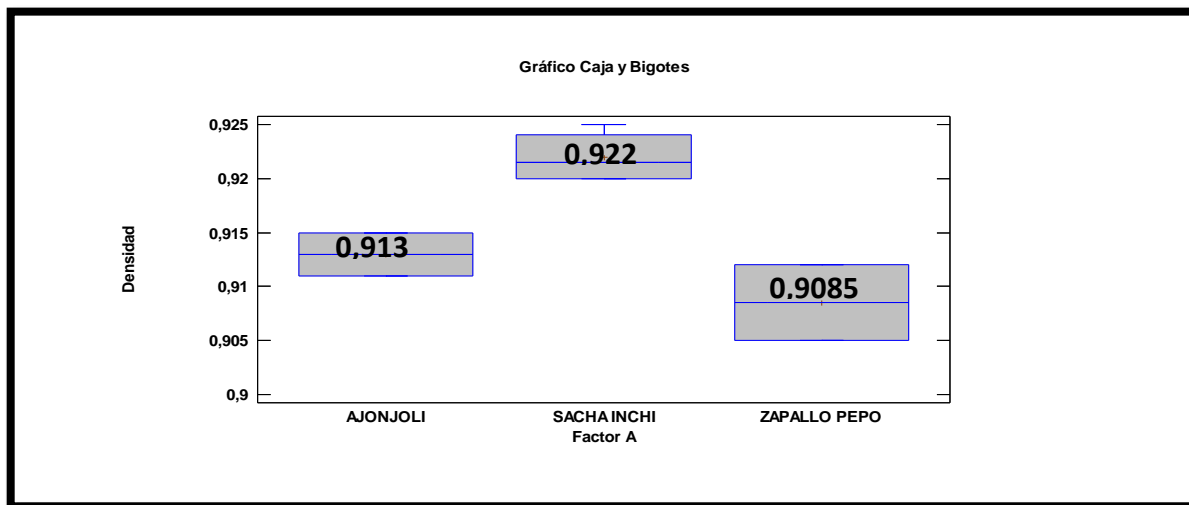 Gráfico Caja y Bigotes
0,925
0,92
0,915
0,91
0,905
0,9
Densidad
0,922
0,913
0,9085
AJONJOLI SACHA INCHI ZAPALLO PEPO
Factor A